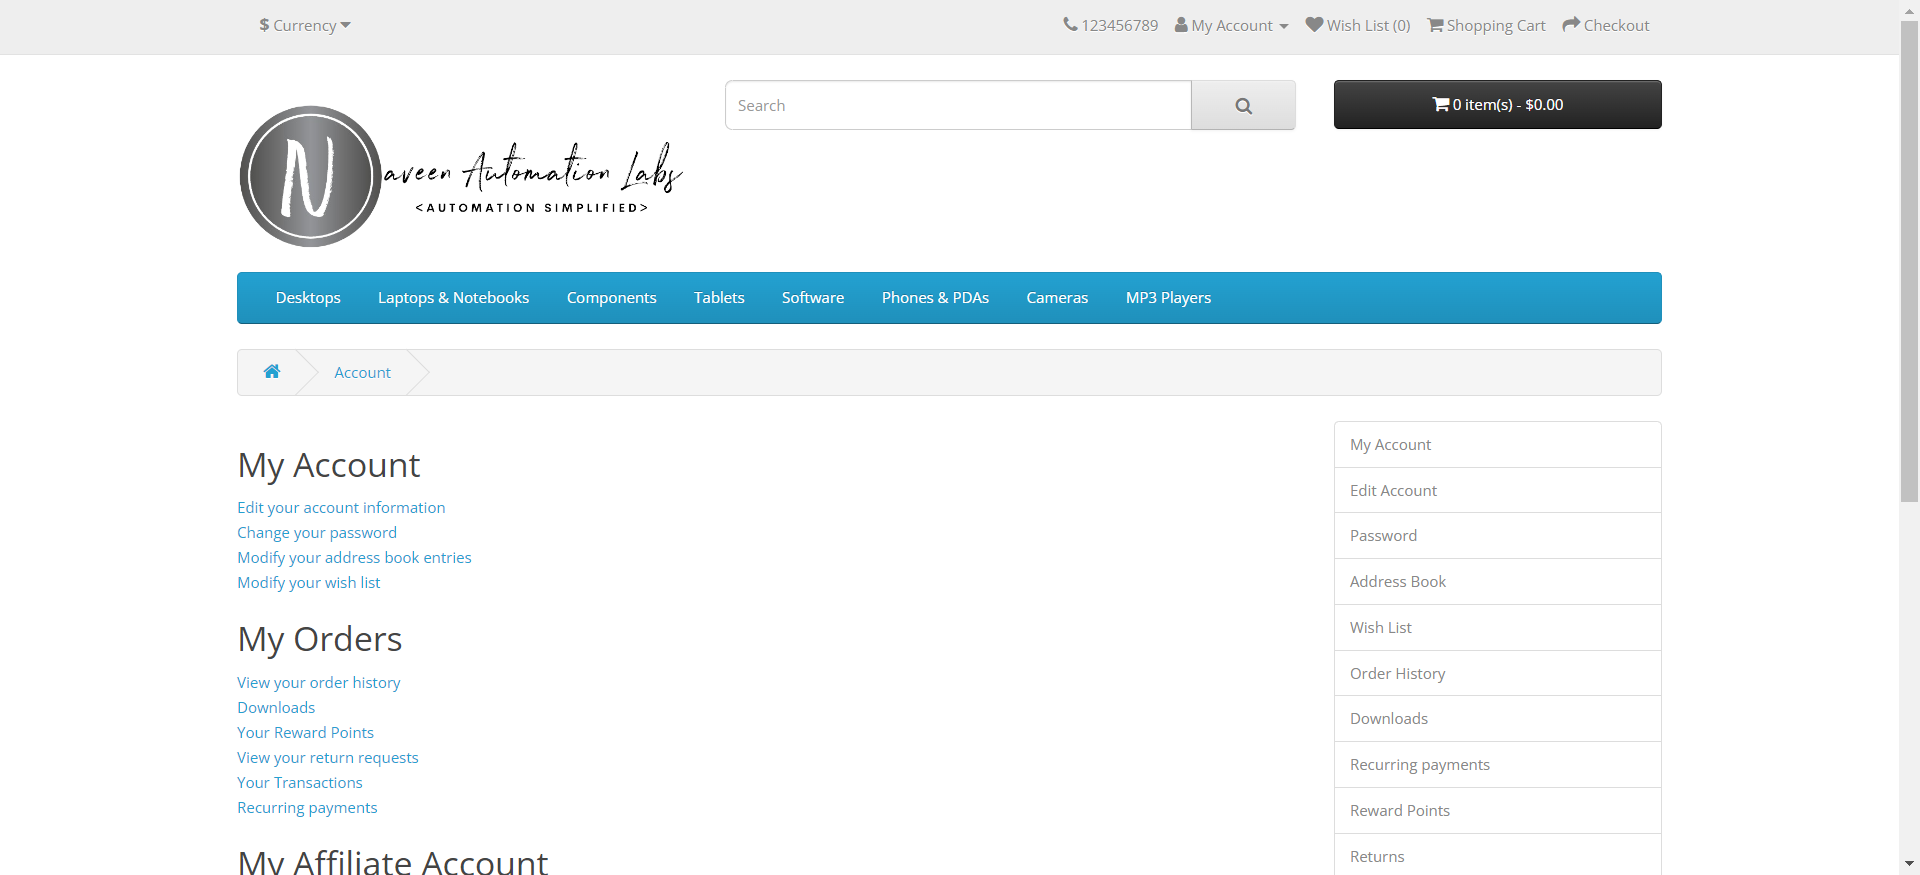 $ Currency
123456789 My Account Wish List (0) Shopping Cart Checkout
Search
0 item(s) - $0.00
N
aveen Automation Labs
<AUTOMATION SIMPLIFIED>
Desktops Laptops & Notebooks Components Tablets Software Phones & PDAs Cameras MP3 Players
Account
My Account
Edit your account information
Change your password
Modify your address book entries
Modify your wish list
My Orders
View your order history
Downloads
Your Reward Points
View your return requests
Your Transactions
Recurring payments
My Affiliate Account
My Account
Edit Account
Password
Address Book
Wish List
Order History
Downloads
Recurring payments
Reward Points
Returns